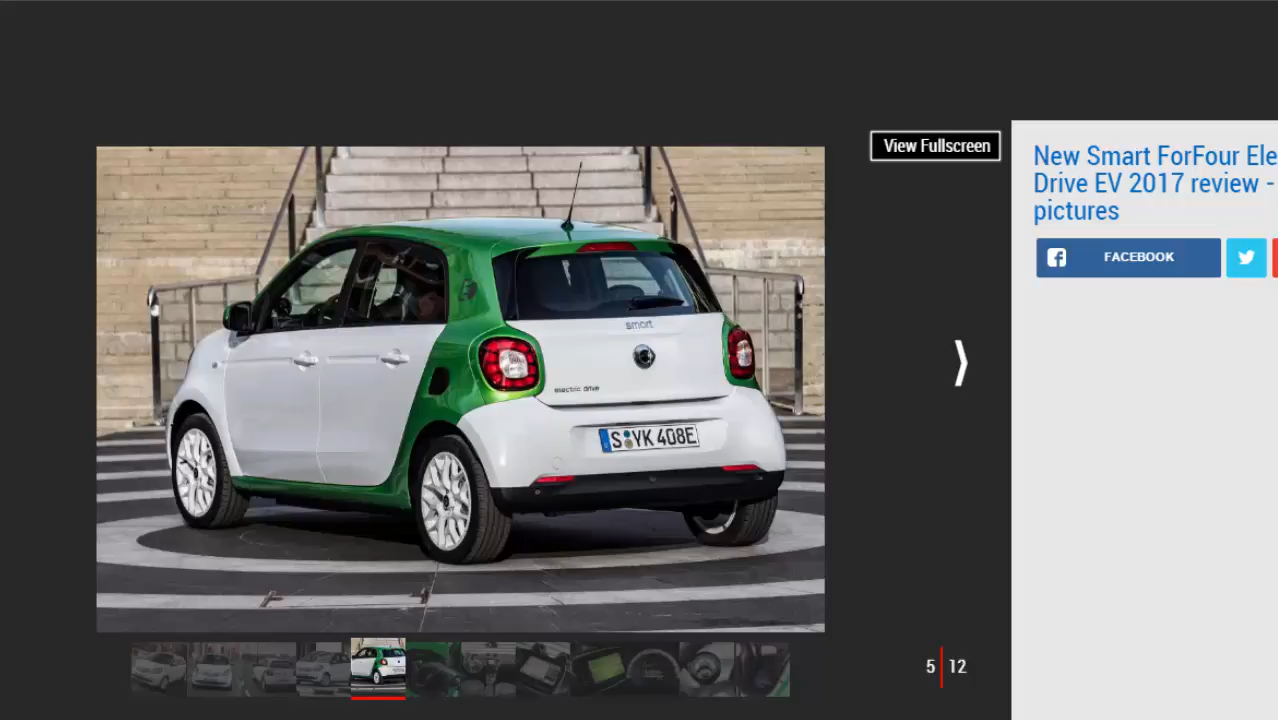 View Fullscreen
New Smart ForFour Ele
Drive EV 2017 review -
pictures
FACEBOOK
smart
electric drive
S YK 408E
5 12